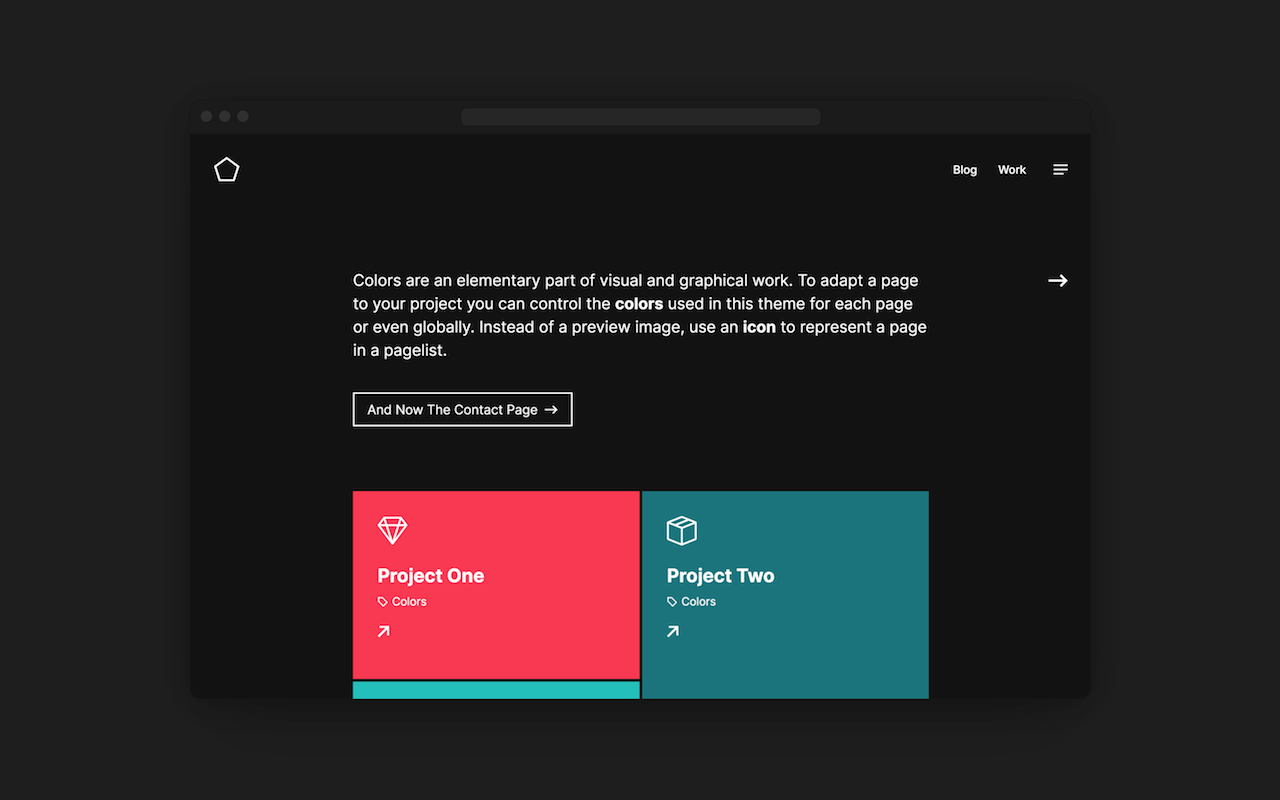 Blog Work
Colors are an elementary part of visual and graphical work. To adapt a page
to your project you can control the colors used in this theme for each page
or even globally. Instead of a preview image, use an icon to represent a page
in a pagelist.
And Now The Contact Page →
Project One
Colors
Project Two
Colors